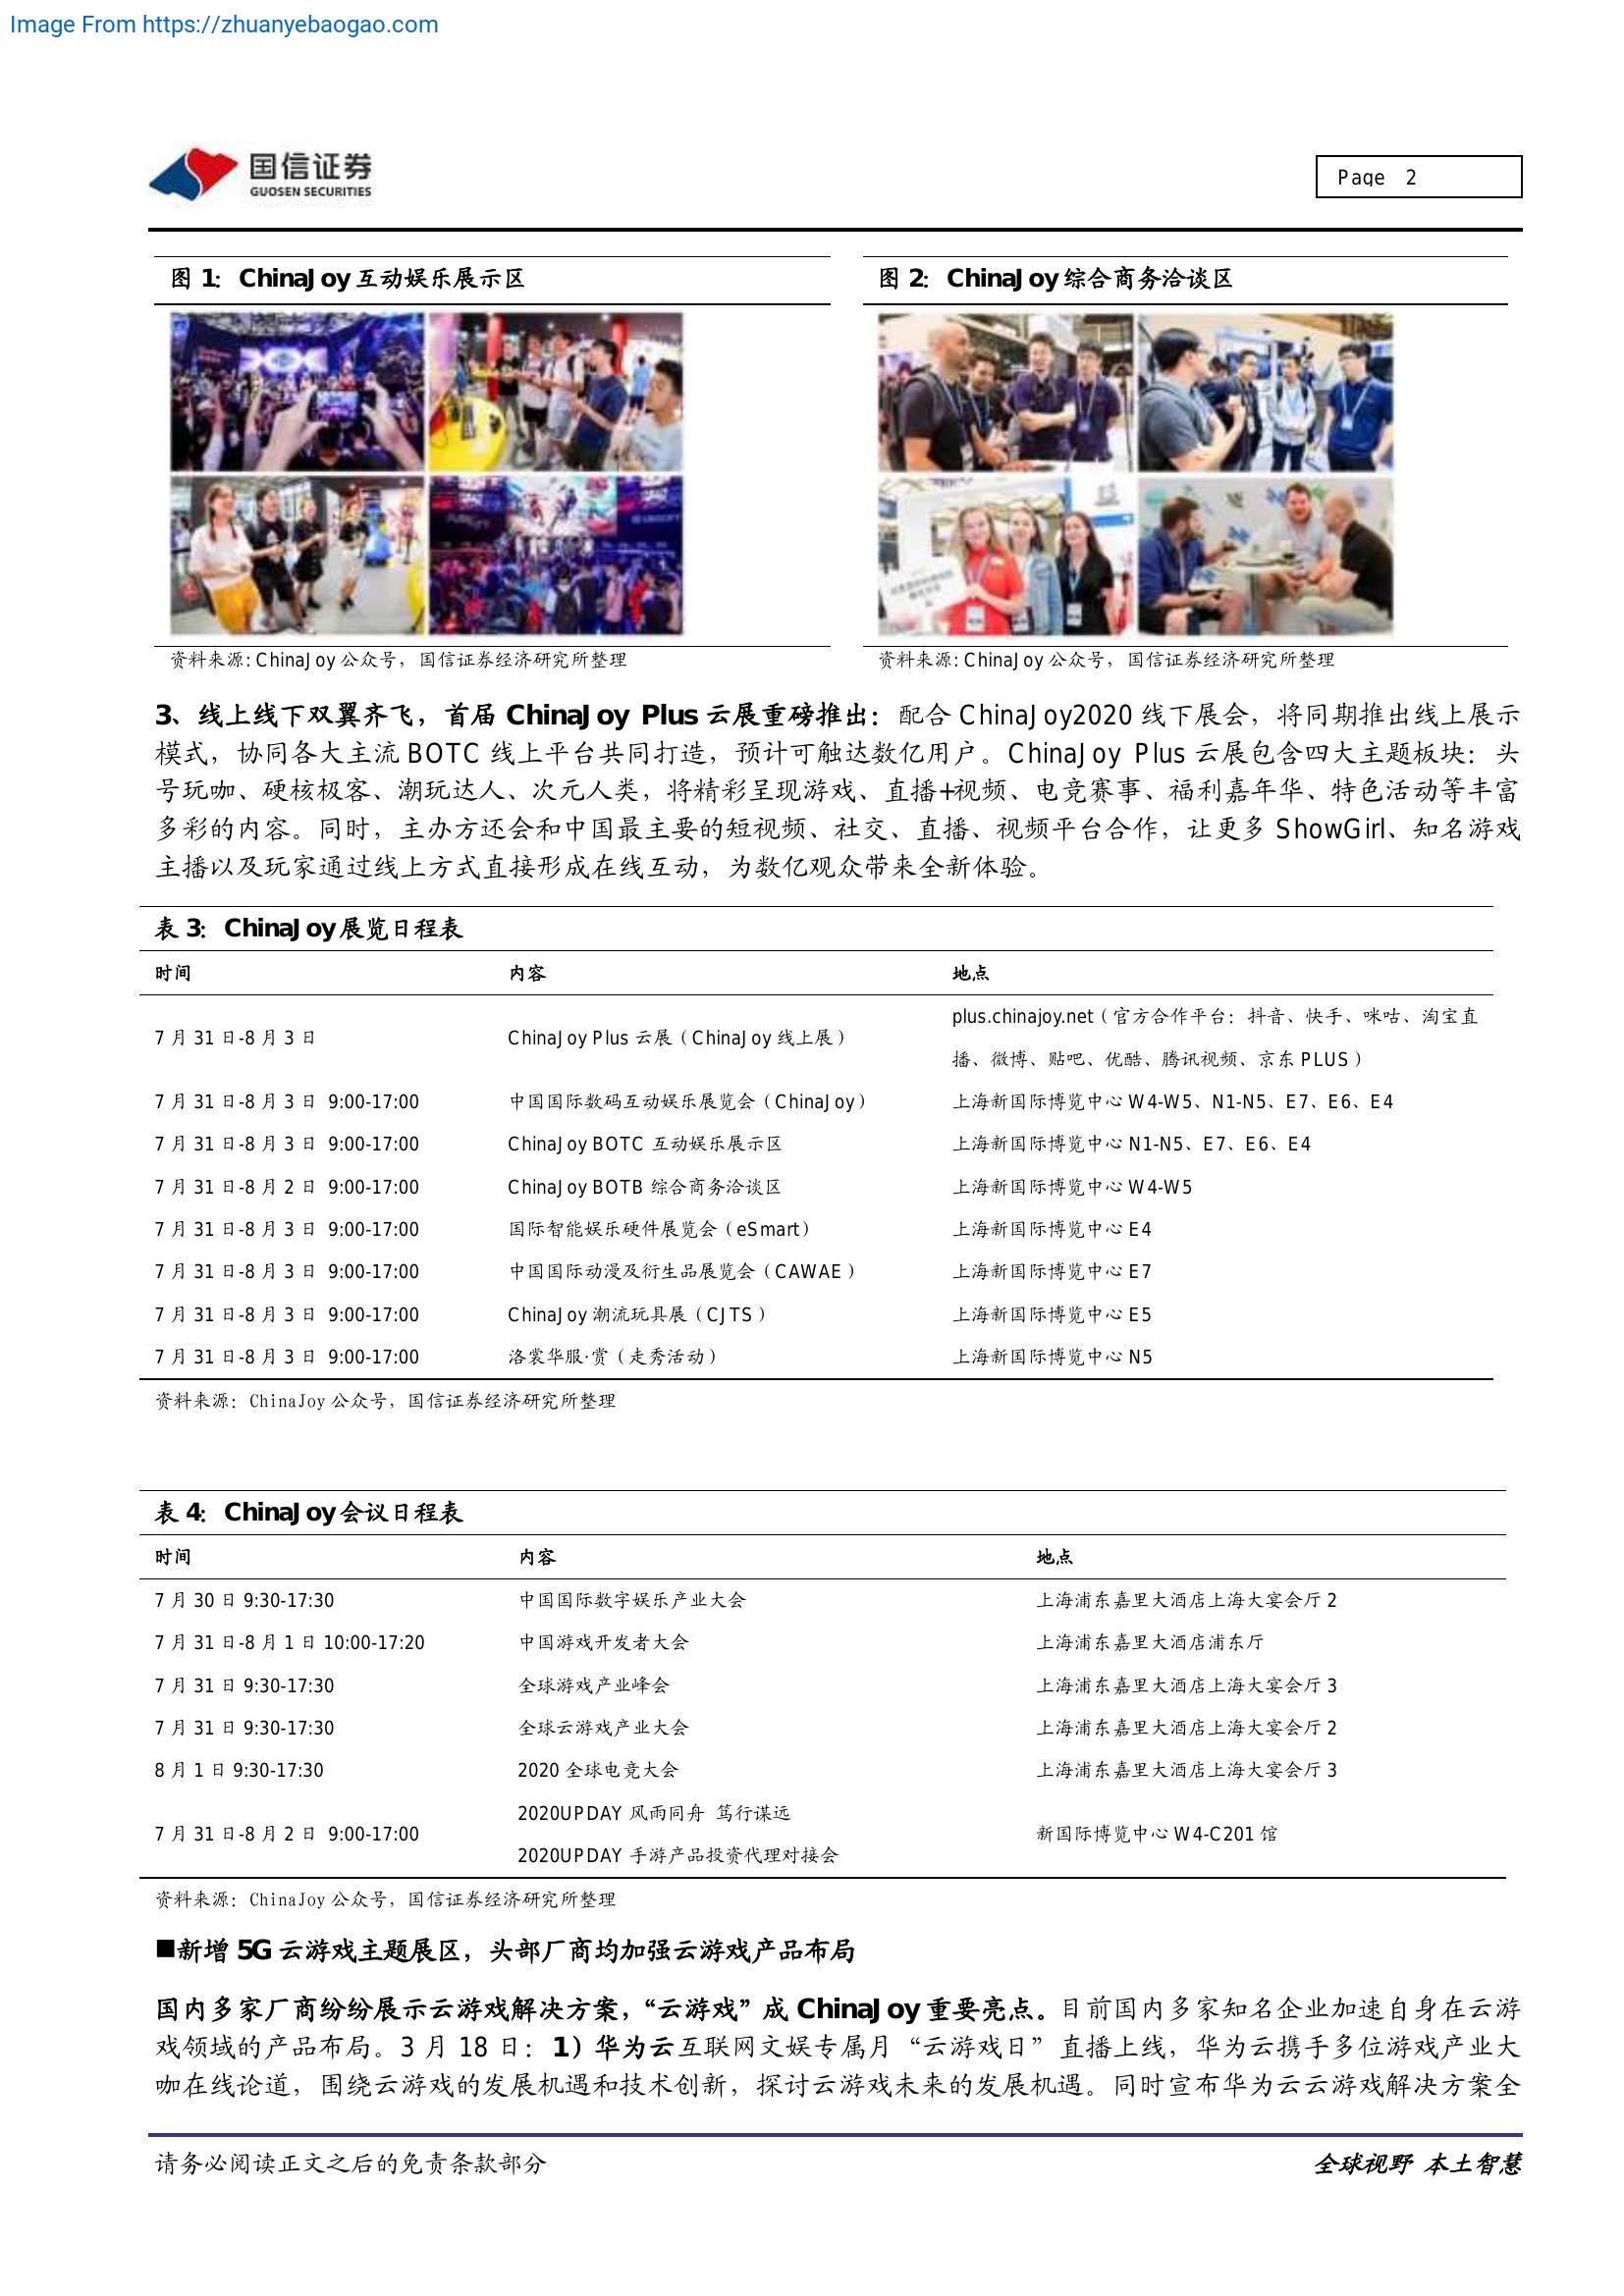 Image From https://zhuanyebaogao.com
国信证券
GUOSEN SECURITIES
Page 2
图 1： ChinaJoy 互动娱乐展示区
图 2： ChinaJoy 综合商务洽谈区
资料来源: ChinaJoy 公众号，国信证券经济研究所整理
资料来源: ChinaJoy 公众号，国信证券经济研究所整理
3、线上线下双翼齐飞，首届 ChinaJoy Plus 云展重磅推出：配合 ChinaJoy2020 线下展会，将同期推出线上展示
模式，协同各大主流 BOTC 线上平台共同打造，预计可触达数亿用户。ChinaJoy Plus 云展包含四大主题板块：头
号玩咖、硬核极客、潮玩达人、次元人类，将精彩呈现游戏、直播+视频、电竞赛事、福利嘉年华、特色活动等丰富
多彩的内容。同时，主办方还会和中国最主要的短视频、社交、直播、视频平台合作，让更多 ShowGirl、知名游戏
主播以及玩家通过线上方式直接形成在线互动，为数亿观众带来全新体验。
表 3： ChinaJoy 展览日程表
时间 内容 地点
7 月 31 日-8 月 3 日 ChinaJoy Plus 云展（ChinaJoy 线上展） plus.chinajoy.net（官方合作平台：抖音、快手、咪咕、淘宝直
播、微博、贴吧、优酷、腾讯视频、京东 PLUS）
7 月 31 日-8 月 3 日 9:00-17:00 中国国际数码互动娱乐展览会（ChinaJoy） 上海新国际博览中心 W4-W5、N1-N5、E7、E6、E4
7 月 31 日-8 月 3 日 9:00-17:00 ChinaJoy BOTC 互动娱乐展示区 上海新国际博览中心 N1-N5、E7、E6、E4
7 月 31 日-8 月 2 日 9:00-17:00 ChinaJoy BOTB 综合商务洽谈区 上海新国际博览中心 W4-W5
7 月 31 日-8 月 3 日 9:00-17:00 国际智能娱乐硬件展览会（eSmart） 上海新国际博览中心 E4
7 月 31 日-8 月 3 日 9:00-17:00 中国国际动漫及衍生品展览会（CAWAE） 上海新国际博览中心 E7
7 月 31 日-8 月 3 日 9:00-17:00 ChinaJoy 潮流玩具展（CJTS） 上海新国际博览中心 E5
7 月 31 日-8 月 3 日 9:00-17:00 洛裳华服·赏（走秀活动） 上海新国际博览中心 N5
资料来源：ChinaJoy 公众号，国信证券经济研究所整理
表 4： ChinaJoy 会议日程表
时间 内容 地点
7 月 30 日 9:30-17:30 中国国际数字娱乐产业大会 上海浦东嘉里大酒店上海大宴会厅 2
7 月 31 日-8 月 1 日 10:00-17:20 中国游戏开发者大会 上海浦东嘉里大酒店浦东厅
7 月 31 日 9:30-17:30 全球游戏产业峰会 上海浦东嘉里大酒店上海大宴会厅 3
7 月 31 日 9:30-17:30 全球云游戏产业大会 上海浦东嘉里大酒店上海大宴会厅 2
8 月 1 日 9:30-17:30 2020 全球电竞大会 上海浦东嘉里大酒店上海大宴会厅 3
7 月 31 日-8 月 2 日 9:00-17:00 2020UPDAY 风雨同舟 笃行谋远 新国际博览中心 W4-C201 馆
2020UPDAY 手游产品投资代理对接会
资料来源：ChinaJoy 公众号，国信证券经济研究所整理
■新增 5G 云游戏主题展区，头部厂商均加强云游戏产品布局
国内多家厂商纷纷展示云游戏解决方案，“云游戏”成 ChinaJoy 重要亮点。目前国内多家知名企业加速自身在云游
戏领域的产品布局。3 月 18 日：1）华为云互联网文娱专属月“云游戏日”直播上线，华为云携手多位游戏产业大
咖在线论道，围绕云游戏的发展机遇和技术创新，探讨云游戏未来的发展机遇。同时宣布华为云云游戏解决方案全
请务必阅读正文之后的免责条款部分
全球视野 本土智慧